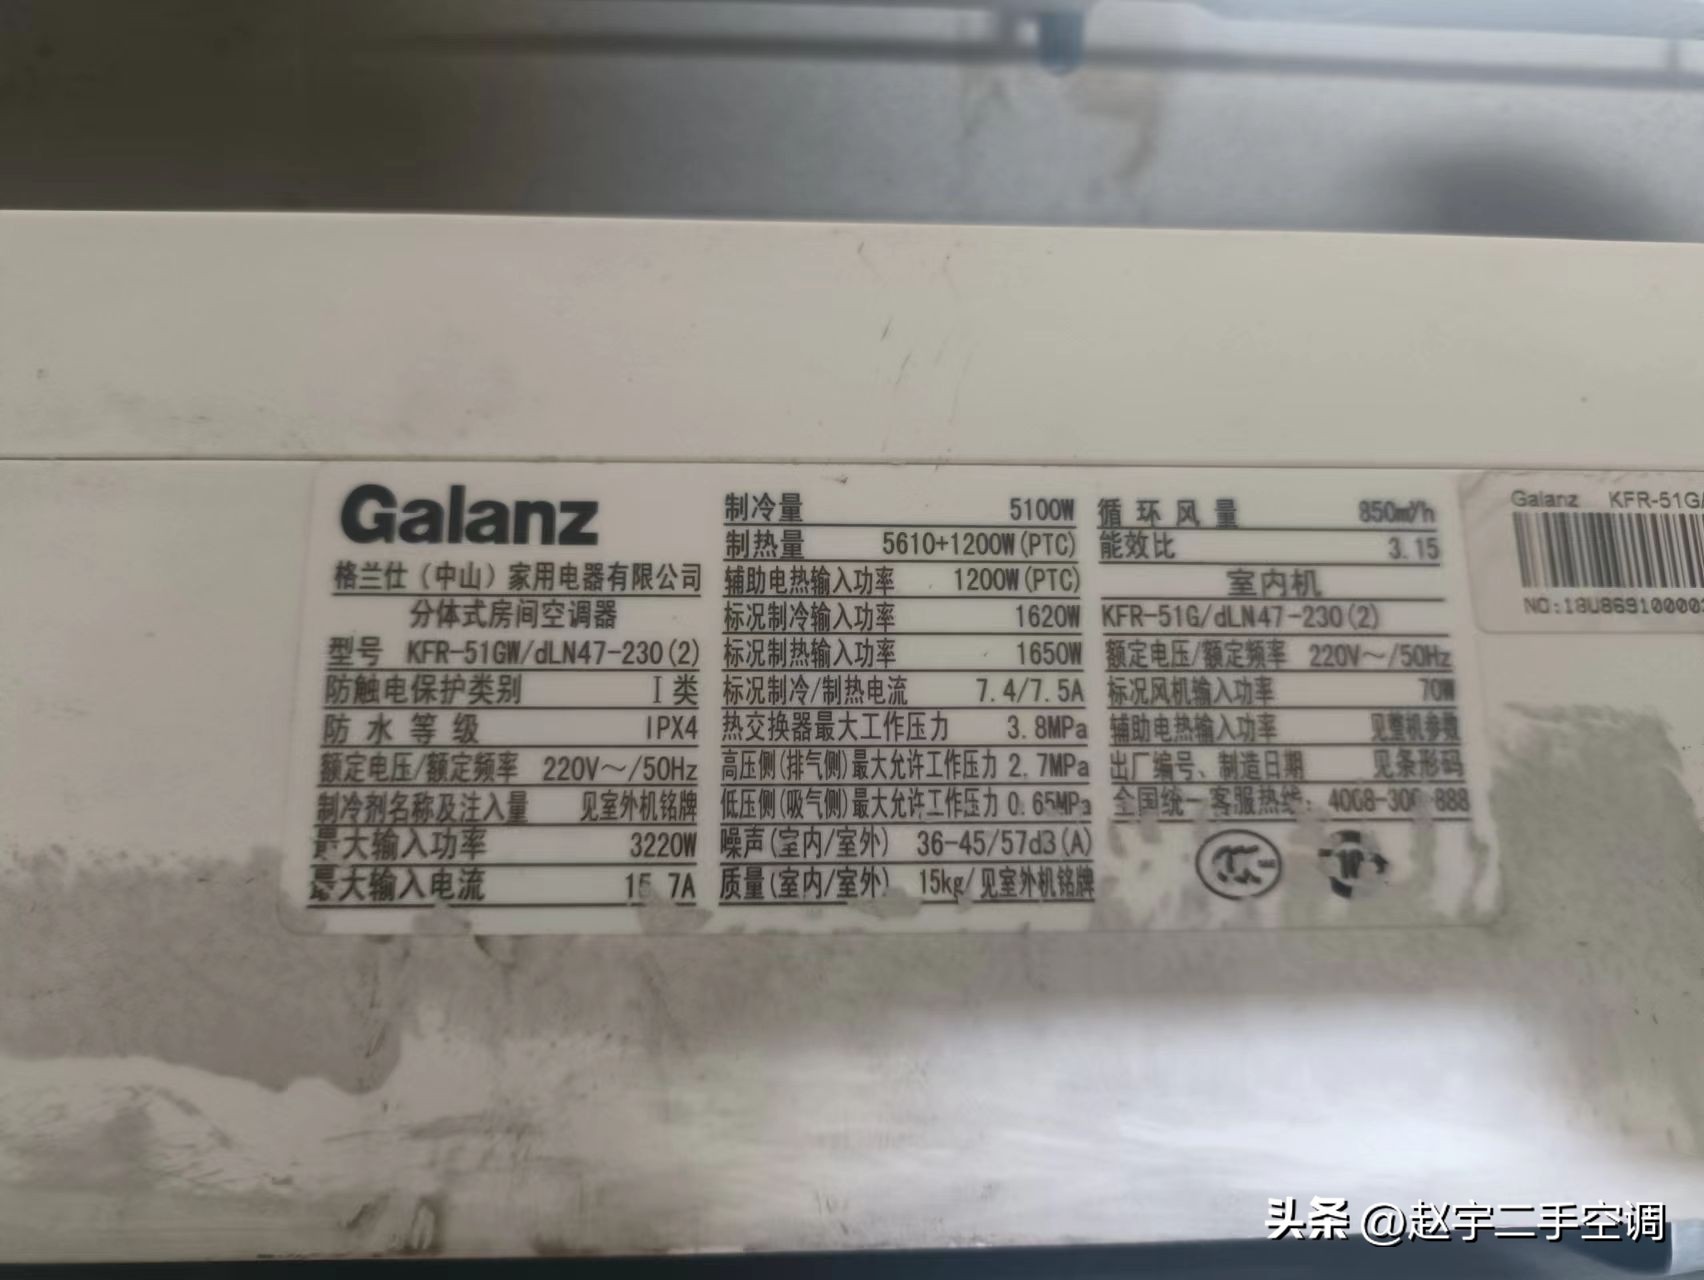 Galanz
格兰仕（中山）家用电器有限公司
分体式房间空调器
型号 KFR-51GW/dLN47-230(2)
防触电保护类别 I类
防水等级 IPX4
额定电压/额定频率 220V～/50Hz
制冷剂名称及注入量 见室外机铭牌
最大输入功率 3220W
最大输入电流 15.7A
制冷量 5100W
制热量 5610+1200W(PTC)
辅助电热输入功率 1200W(PTC)
标况制冷输入功率 1620W
标况制热输入功率 1650W
标况制冷/制热电流 7.4/7.5A
热交换器最大工作压力 3.8MPa
高压侧(排气侧)最大允许工作压力 2.7MPa
低压侧(吸气侧)最大允许工作压力 0.65MPa
噪声(室内/室外) 36-45/57dB(A)
质量(室内/室外) 15kg/见室外机铭牌
循环风量 850m³/h
能效比 3.15
室内机
KFR-51G/dLN47-230(2)
额定电压/额定频率 220V～/50Hz
标况风机输入功率 70W
辅助电热输入功率 见整机参数
出厂编号、制造日期 见条形码
全国统一客服热线：
Galanz KFR-51G/
NO:18U86910000
头条 @赵宇二手空调